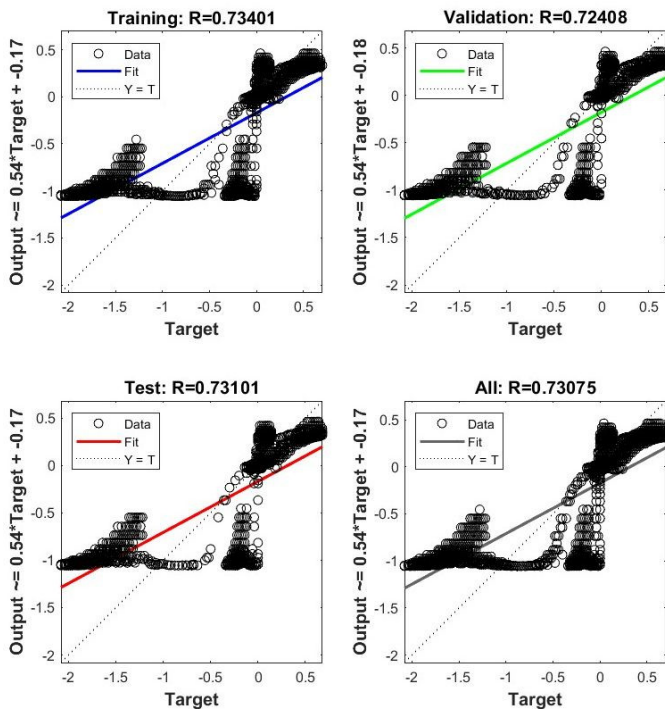 Training: R=0.73401
Output ~= 0.54*Target + -0.17
0.5
0
-0.5
-1
-1.5
-2
Data
Fit
Y = T
-2 -1.5 -1 -0.5 0 0.5
Target
Validation: R=0.72408
Output ~= 0.54*Target + -0.18
0.5
0
-0.5
-1
-1.5
-2
Data
Fit
Y = T
-2 -1.5 -1 -0.5 0 0.5
Target
Test: R=0.73101
Output ~= 0.54*Target + -0.17
0.5
0
-0.5
-1
-1.5
-2
Data
Fit
Y = T
-2 -1.5 -1 -0.5 0 0.5
Target
All: R=0.73075
Output ~= 0.54*Target + -0.17
0.5
0
-0.5
-1
-1.5
-2
Data
Fit
Y = T
-2 -1.5 -1 -0.5 0 0.5
Target